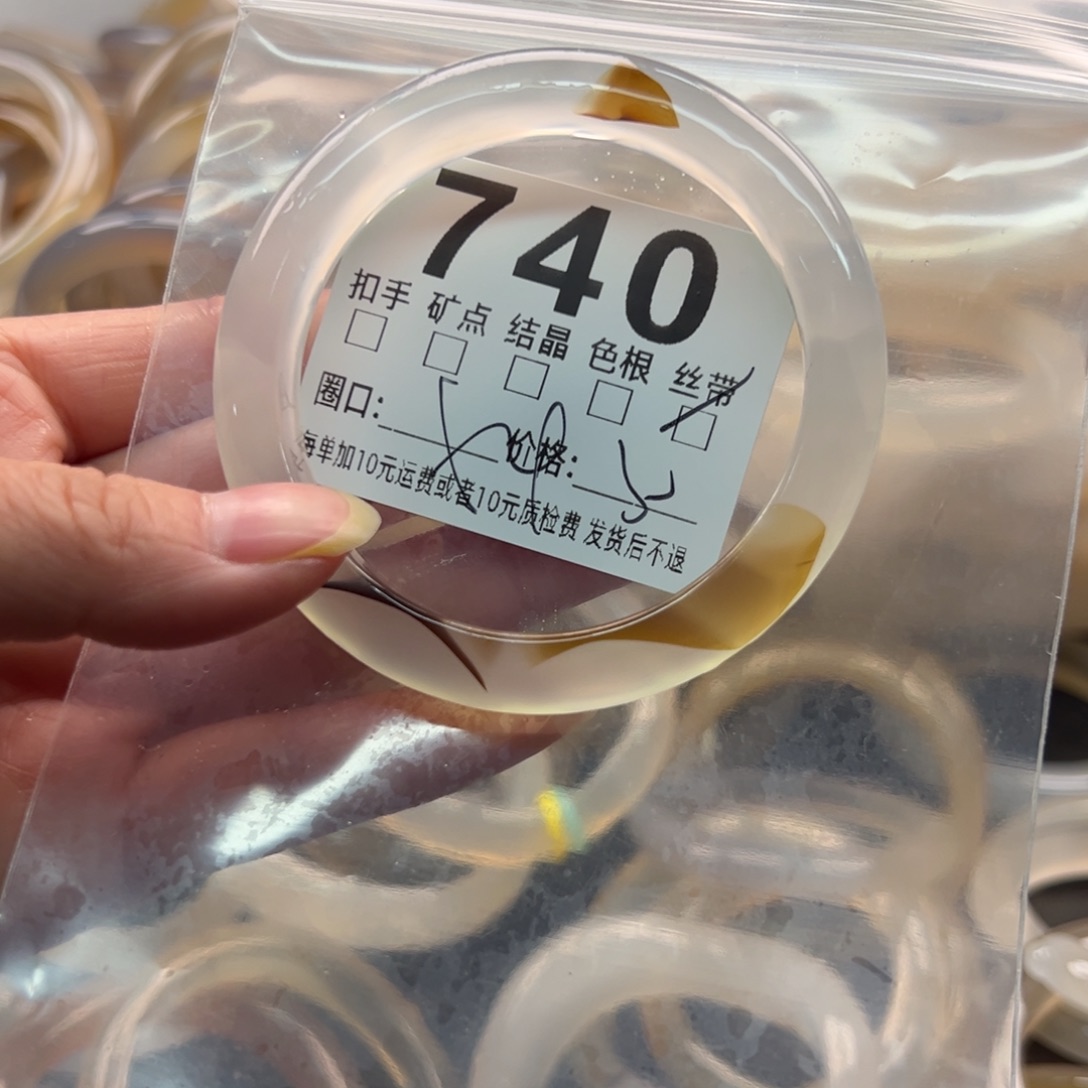 740
扣手 矿点 结晶 色根 丝带
圈口: 价格:
每单加10元运费或者10元质检费 发货后不退